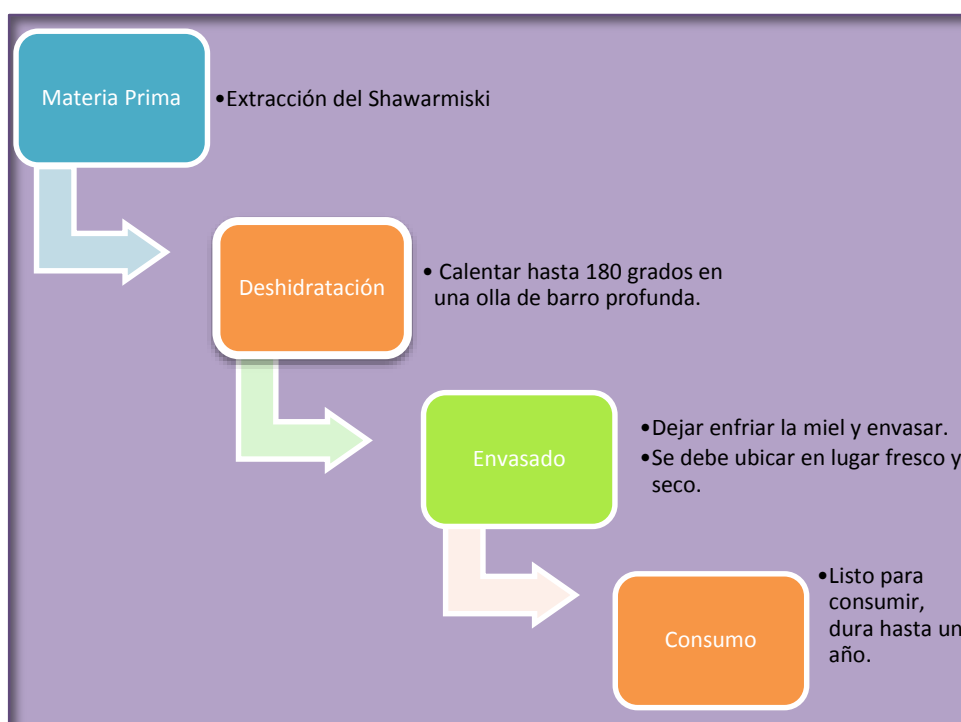 Materia Prima
•Extracción del Shawarmiski
Deshidratación
• Calentar hasta 180 grados en
una olla de barro profunda.
Envasado
•Dejar enfriar la miel y envasar.
•Se debe ubicar en lugar fresco y
seco.
Consumo
•Listo para
consumir,
dura hasta un
año.